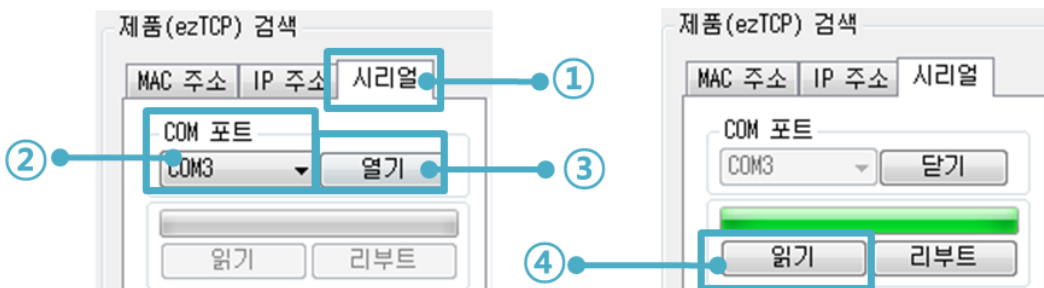 제품(ezTCP) 검색
MAC 주소 IP 주소 시리얼 ①
COM 포트
② COM3 열기 ③
읽기 리부트
제품(ezTCP) 검색
MAC 주소 IP 주소 시리얼
COM 포트
COM3 닫기
④ 읽기 리부트